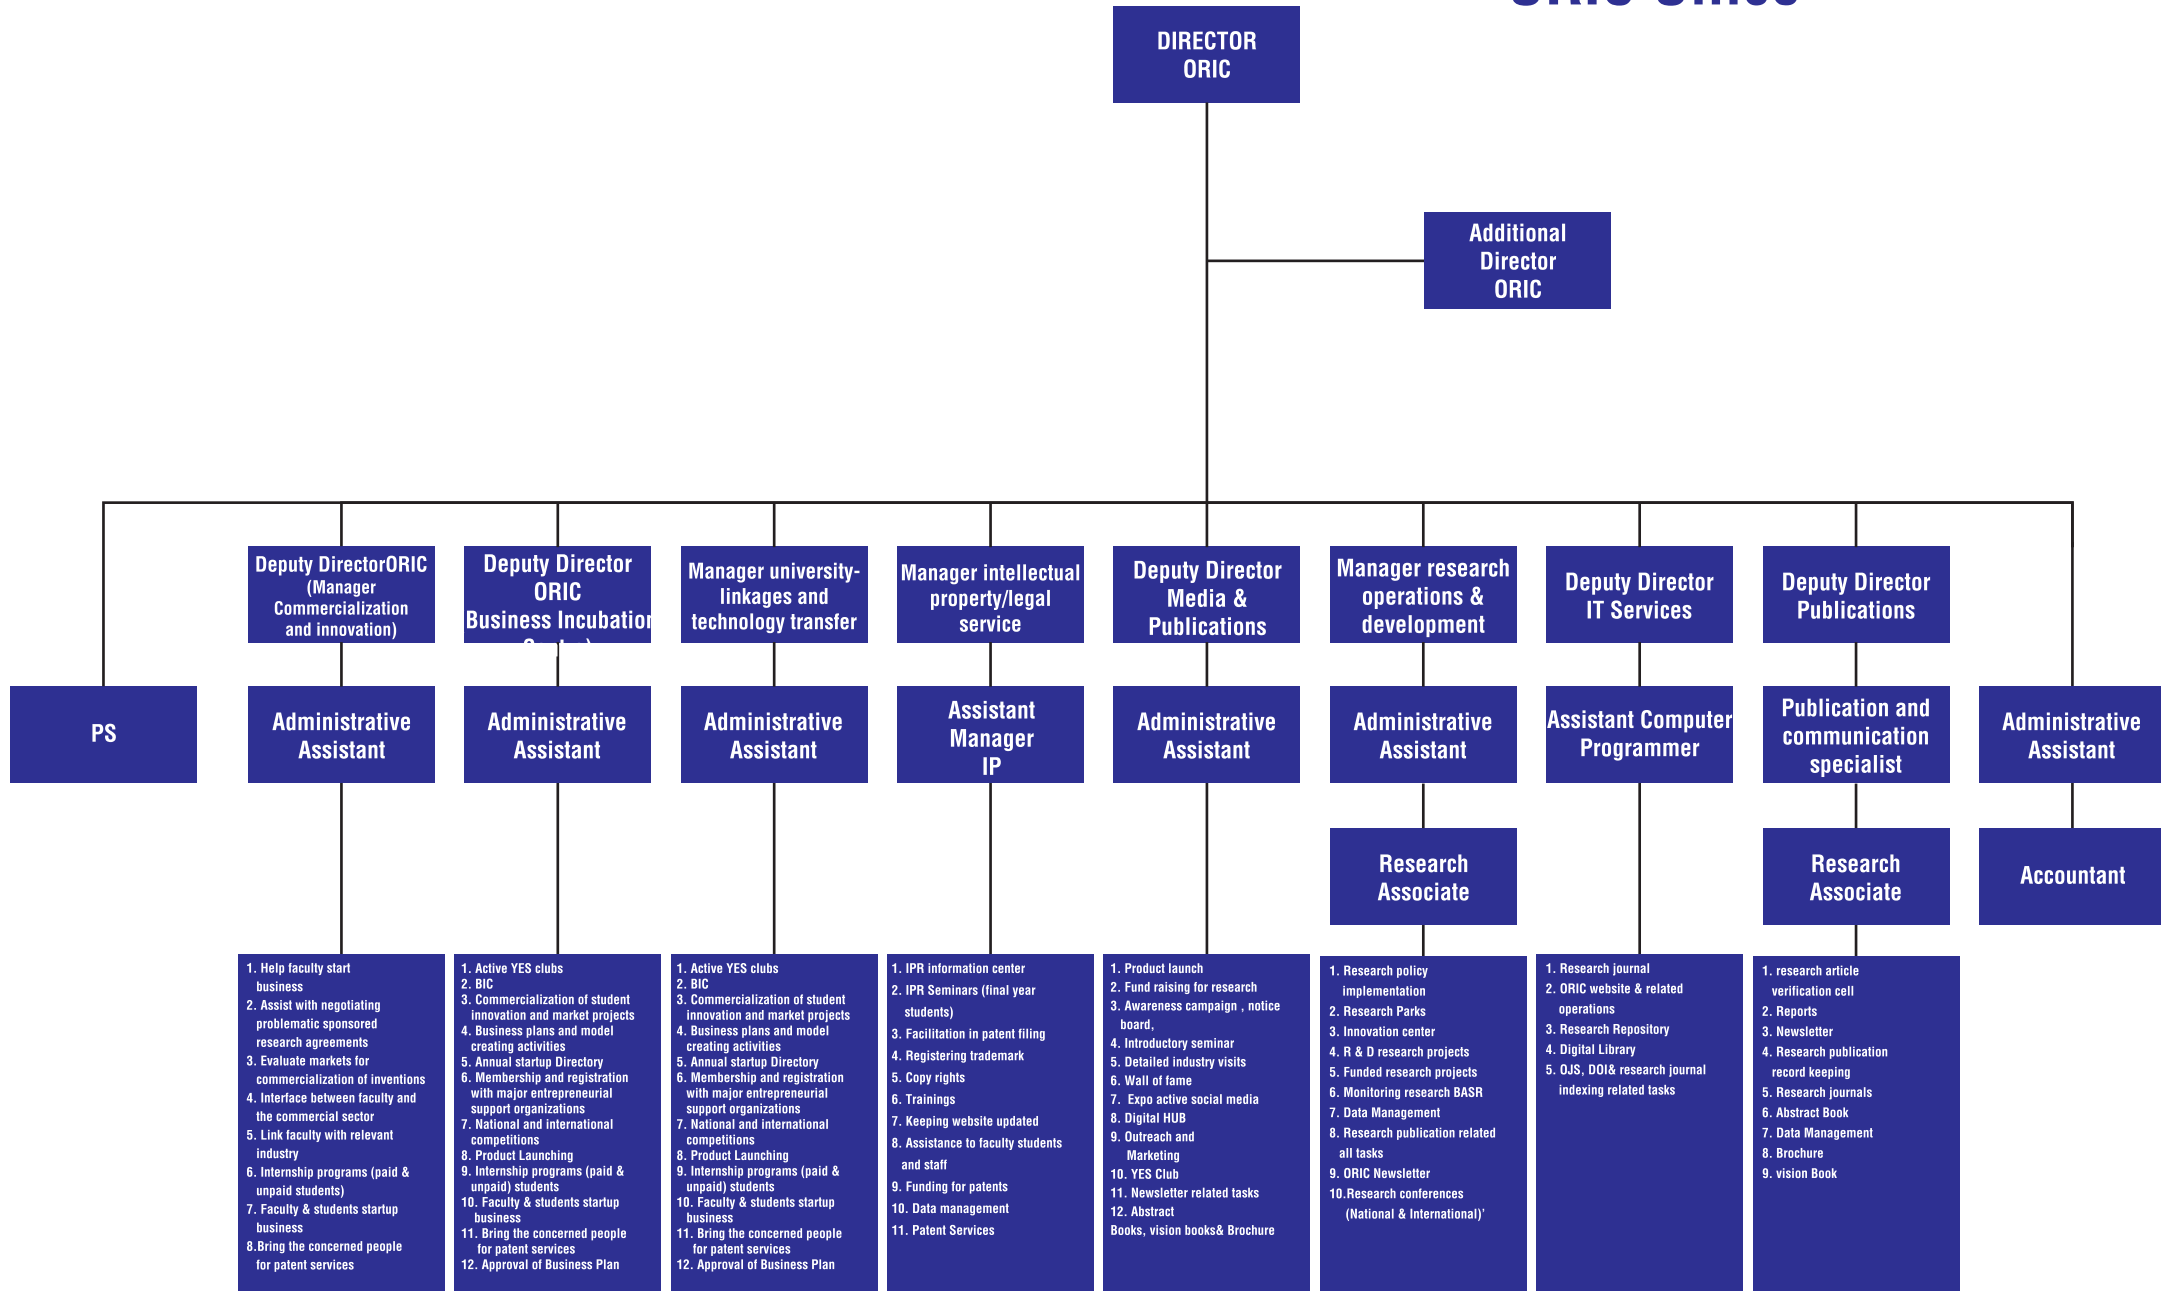 ORIC Office
DIRECTOR
ORIC
Additional
Director
ORIC
Deputy DirectorORIC
(Manager
Commercialization
and innovation)
Deputy Director
ORIC
Business Incubation
Manager university-
linkages and
technology transfer
Manager intellectual
property/legal
service
Deputy Director
Media &
Publications
Manager research
operations &
development
Deputy Director
IT Services
Deputy Director
Publications
PS
Administrative
Assistant
Administrative
Assistant
Administrative
Assistant
Assistant
Manager
IP
Administrative
Assistant
Administrative
Assistant
Assistant Computer
Programmer
Publication and
communication
specialist
Administrative
Assistant
Research
Associate
Research
Associate
Accountant
1. Help faculty start
business
2. Assist with negotiating
problematic sponsored
research agreements
3. Evaluate markets for
commercialization of inventions
4. Interface between faculty and
the commercial sector
5. Link faculty with relevant
industry
6. Internship programs (paid &
unpaid students)
7. Faculty & students startup
business
8.Bring the concerned people
for patent services
1. Active YES clubs
2. BIC
3. Commercialization of student
innovation and market projects
4. Business plans and model
creating activities
5. Annual startup Directory
6. Membership and registration
with major entrepreneurial
support organizations
7. National and international
competitions
8. Product Launching
9. Internship programs (paid &
unpaid) students
10. Faculty & students startup
business
11. Bring the concerned people
for patent services
12. Approval of Business Plan
1. Active YES clubs
2. BIC
3. Commercialization of student
innovation and market projects
4. Business plans and model
creating activities
5. Annual startup Directory
6. Membership and registration
with major entrepreneurial
support organizations
7. National and international
competitions
8. Product Launching
9. Internship programs (paid &
unpaid) students
10. Faculty & students startup
business
11. Bring the concerned people
for patent services
12. Approval of Business Plan
1. IPR information center
2. IPR Seminars (final year
students)
3. Facilitation in patent filing
4. Registering trademark
5. Copy rights
6. Trainings
7. Keeping website updated
8. Assistance to faculty students
and staff
9. Funding for patents
10. Data management
11. Patent Services
1. Product launch
2. Fund raising for research
3. Awareness campaign , notice
board,
4. Introductory seminar
5. Detailed industry visits
6. Wall of fame
7. Expo active social media
8. Digital HUB
9. Outreach and
Marketing
10. YES Club
11. Newsletter related tasks
12. Abstract
Books, vision books& Brochure
1. Research policy
implementation
2. Research Parks
3. Innovation center
4. R & D research projects
5. Funded research projects
6. Monitoring research BASR
7. Data Management
8. Research publication related
all tasks
9. ORIC Newsletter
10.Research conferences
(National & International)'
1. Research journal
2. ORIC website & related
operations
3. Research Repository
4. Digital Library
5. OJS, DOI& research journal
indexing related tasks
1. research article
verification cell
2. Reports
3. Newsletter
4. Research publication
record keeping
5. Research journals
6. Abstract Book
7. Data Management
8. Brochure
9. vision Book